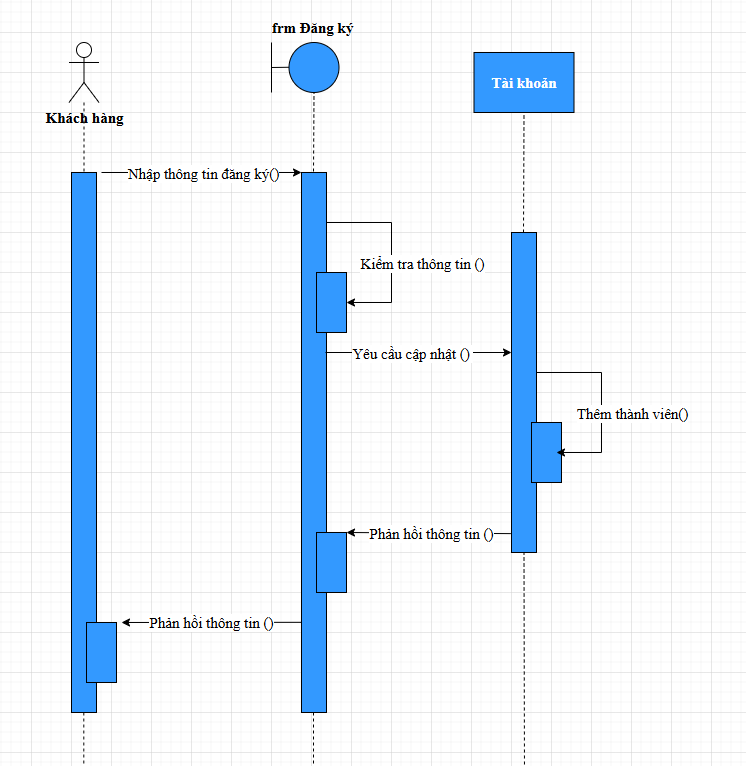 frm Đăng ký
Tài khoản
Khách hàng
Nhập thông tin đăng ký()
Kiểm tra thông tin ()
Yêu cầu cập nhật ()
Thêm thành viên()
Phản hồi thông tin ()
Phản hồi thông tin ()